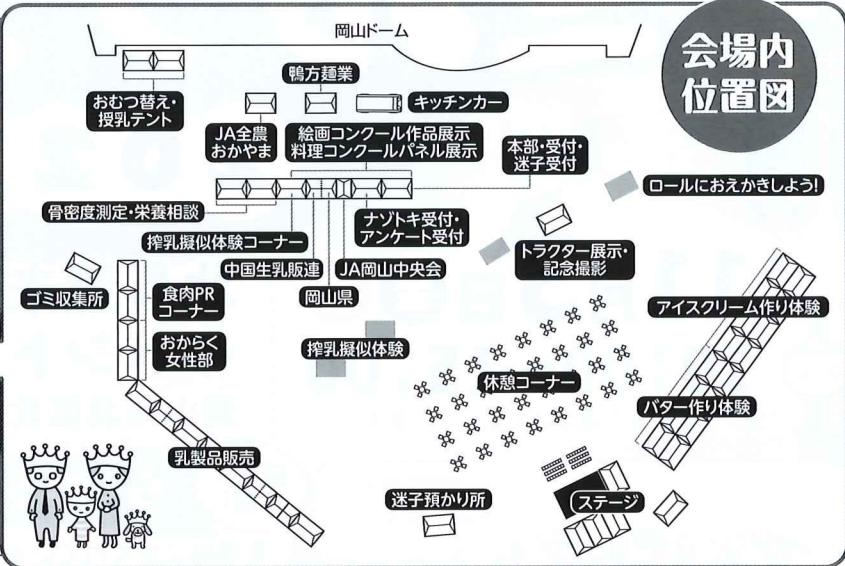 岡山ドーム
会場内
位置図
鴨方麺業
キッチンカー
おむつ替え・
授乳テント
JA全農
おかやま
絵画コンクール作品展示
料理コンクールパネル展示
本部・受付・
迷子受付
ロールにおえかきしよう!
骨密度測定・栄養相談
搾乳擬似体験コーナー
中国生乳販連
岡山県
JA岡山中央会
ナゾトキ受付・
アンケート受付
トラクター展示・
記念撮影
ゴミ収集所
食肉PR
コーナー
おからく
女性部
搾乳擬似体験
休憩コーナー
アイスクリーム作り体験
バター作り体験
乳製品販売
迷子預かり所
ステージ